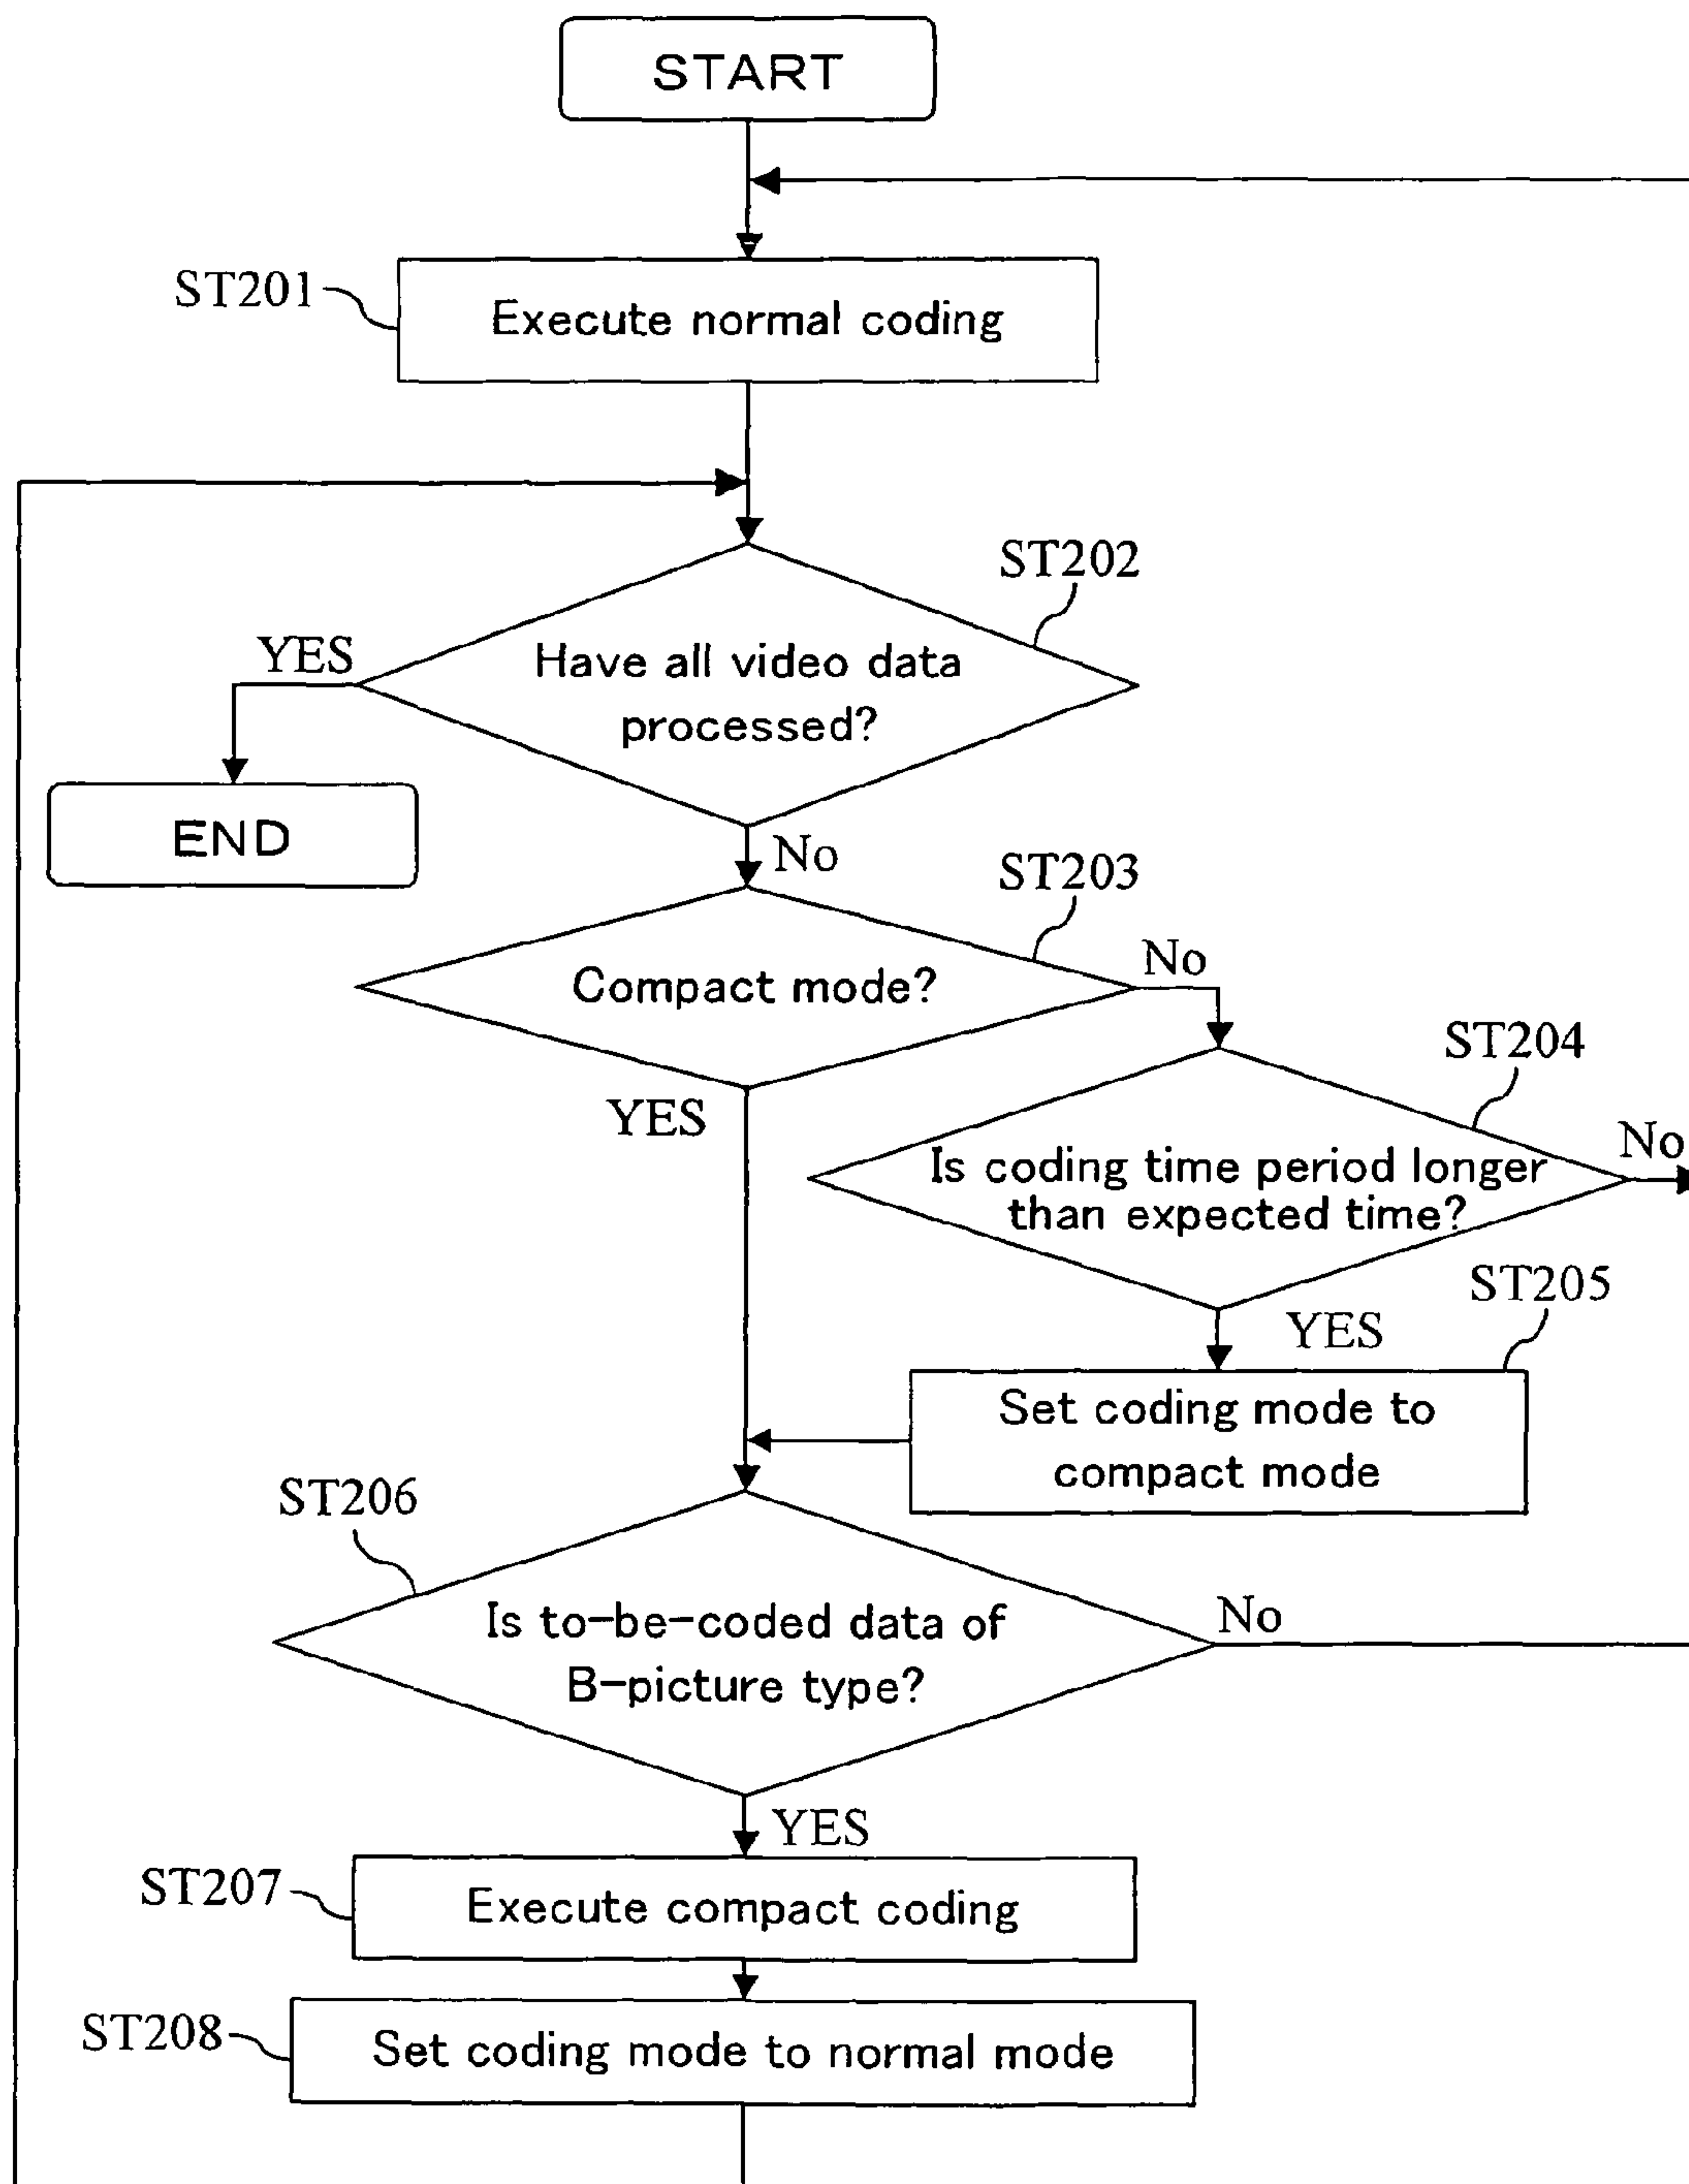 START
ST201
Execute normal coding
ST202
YES
Have all video data
processed?
END
No
ST203
No
Compact mode?
ST204
YES
No
Is coding time period longer
than expected time?
ST205
YES
Set coding mode to
compact mode
ST206
Is to-be-coded data of
B-picture type?
No
YES
ST207
Execute compact coding
ST208
Set coding mode to normal mode